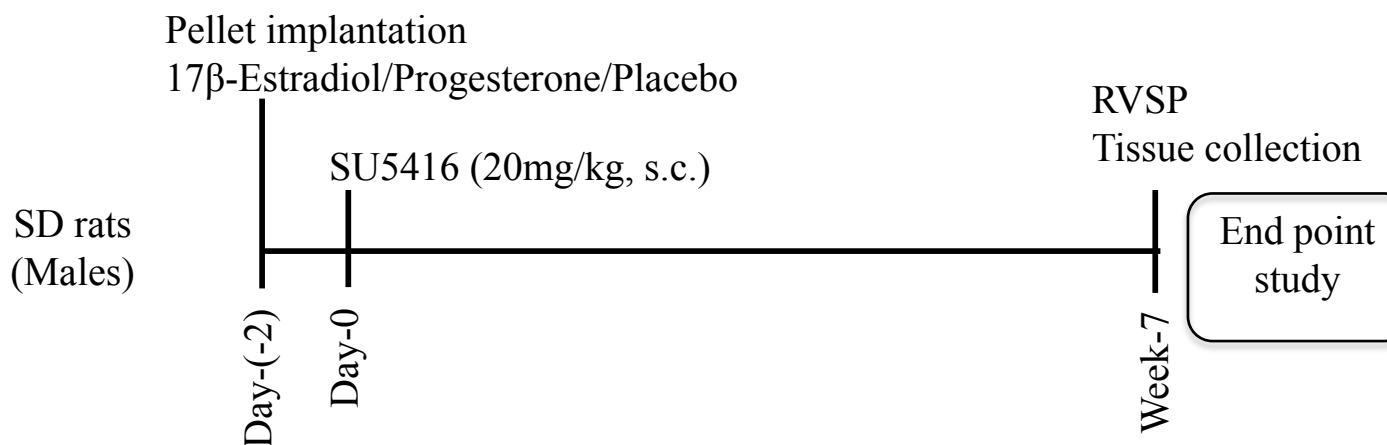 Pellet implantation
17β-Estradiol/Progesterone/Placebo
SU5416 (20mg/kg, s.c.)
RVSP
Tissue collection
SD rats
(Males)
End point
study
Day-(-2)
Day-0
Week-7